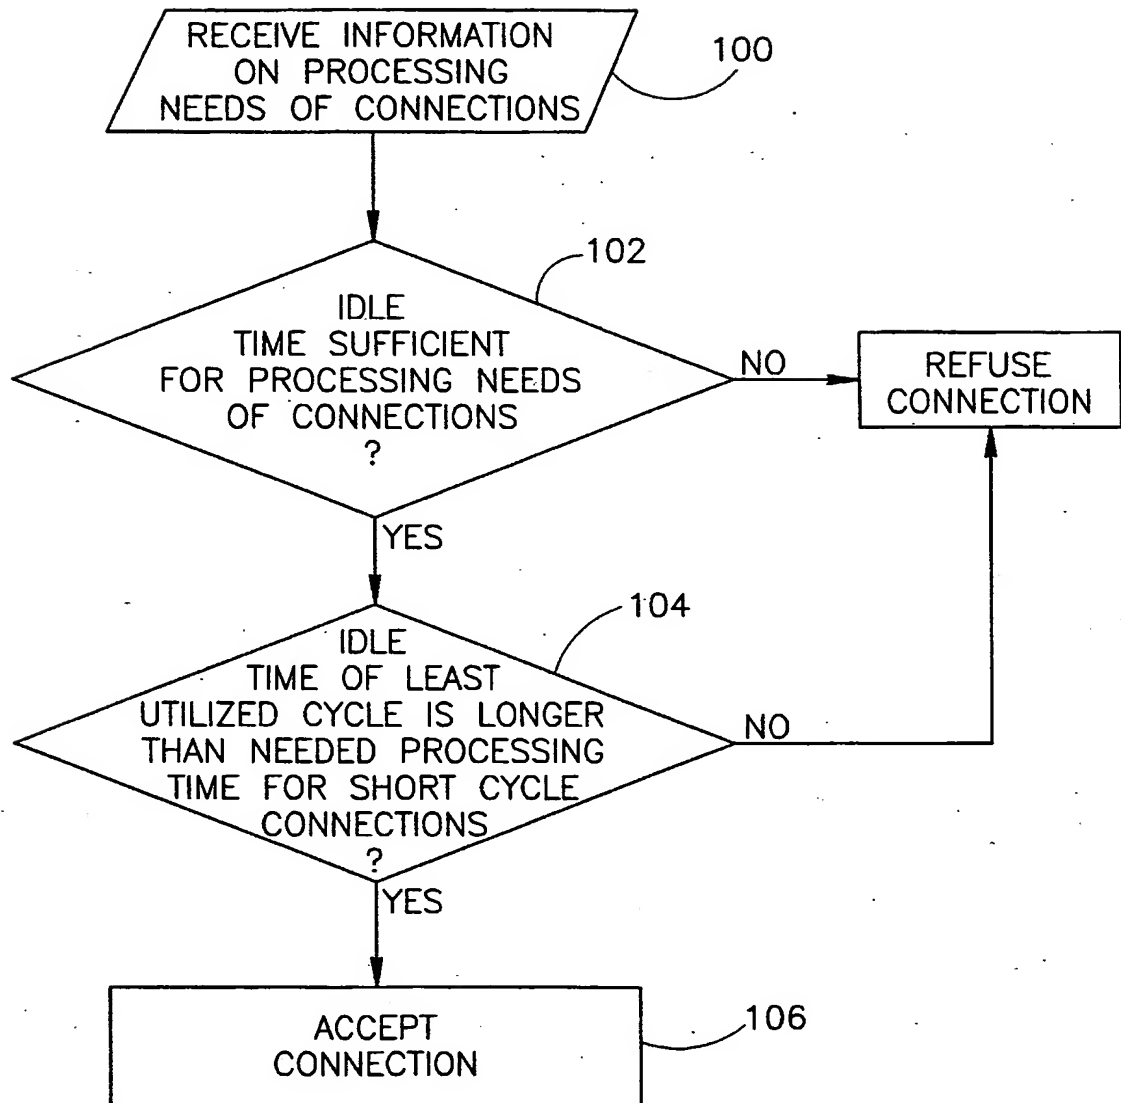 RECEIVE INFORMATION
ON PROCESSING
NEEDS OF CONNECTIONS
100
102
IDLE
TIME SUFFICIENT
FOR PROCESSING NEEDS
OF CONNECTIONS
?
NO
REFUSE
CONNECTION
YES
104
IDLE
TIME OF LEAST
UTILIZED CYCLE IS LONGER
THAN NEEDED PROCESSING
TIME FOR SHORT CYCLE
CONNECTIONS
?
NO
YES
ACCEPT
CONNECTION
106